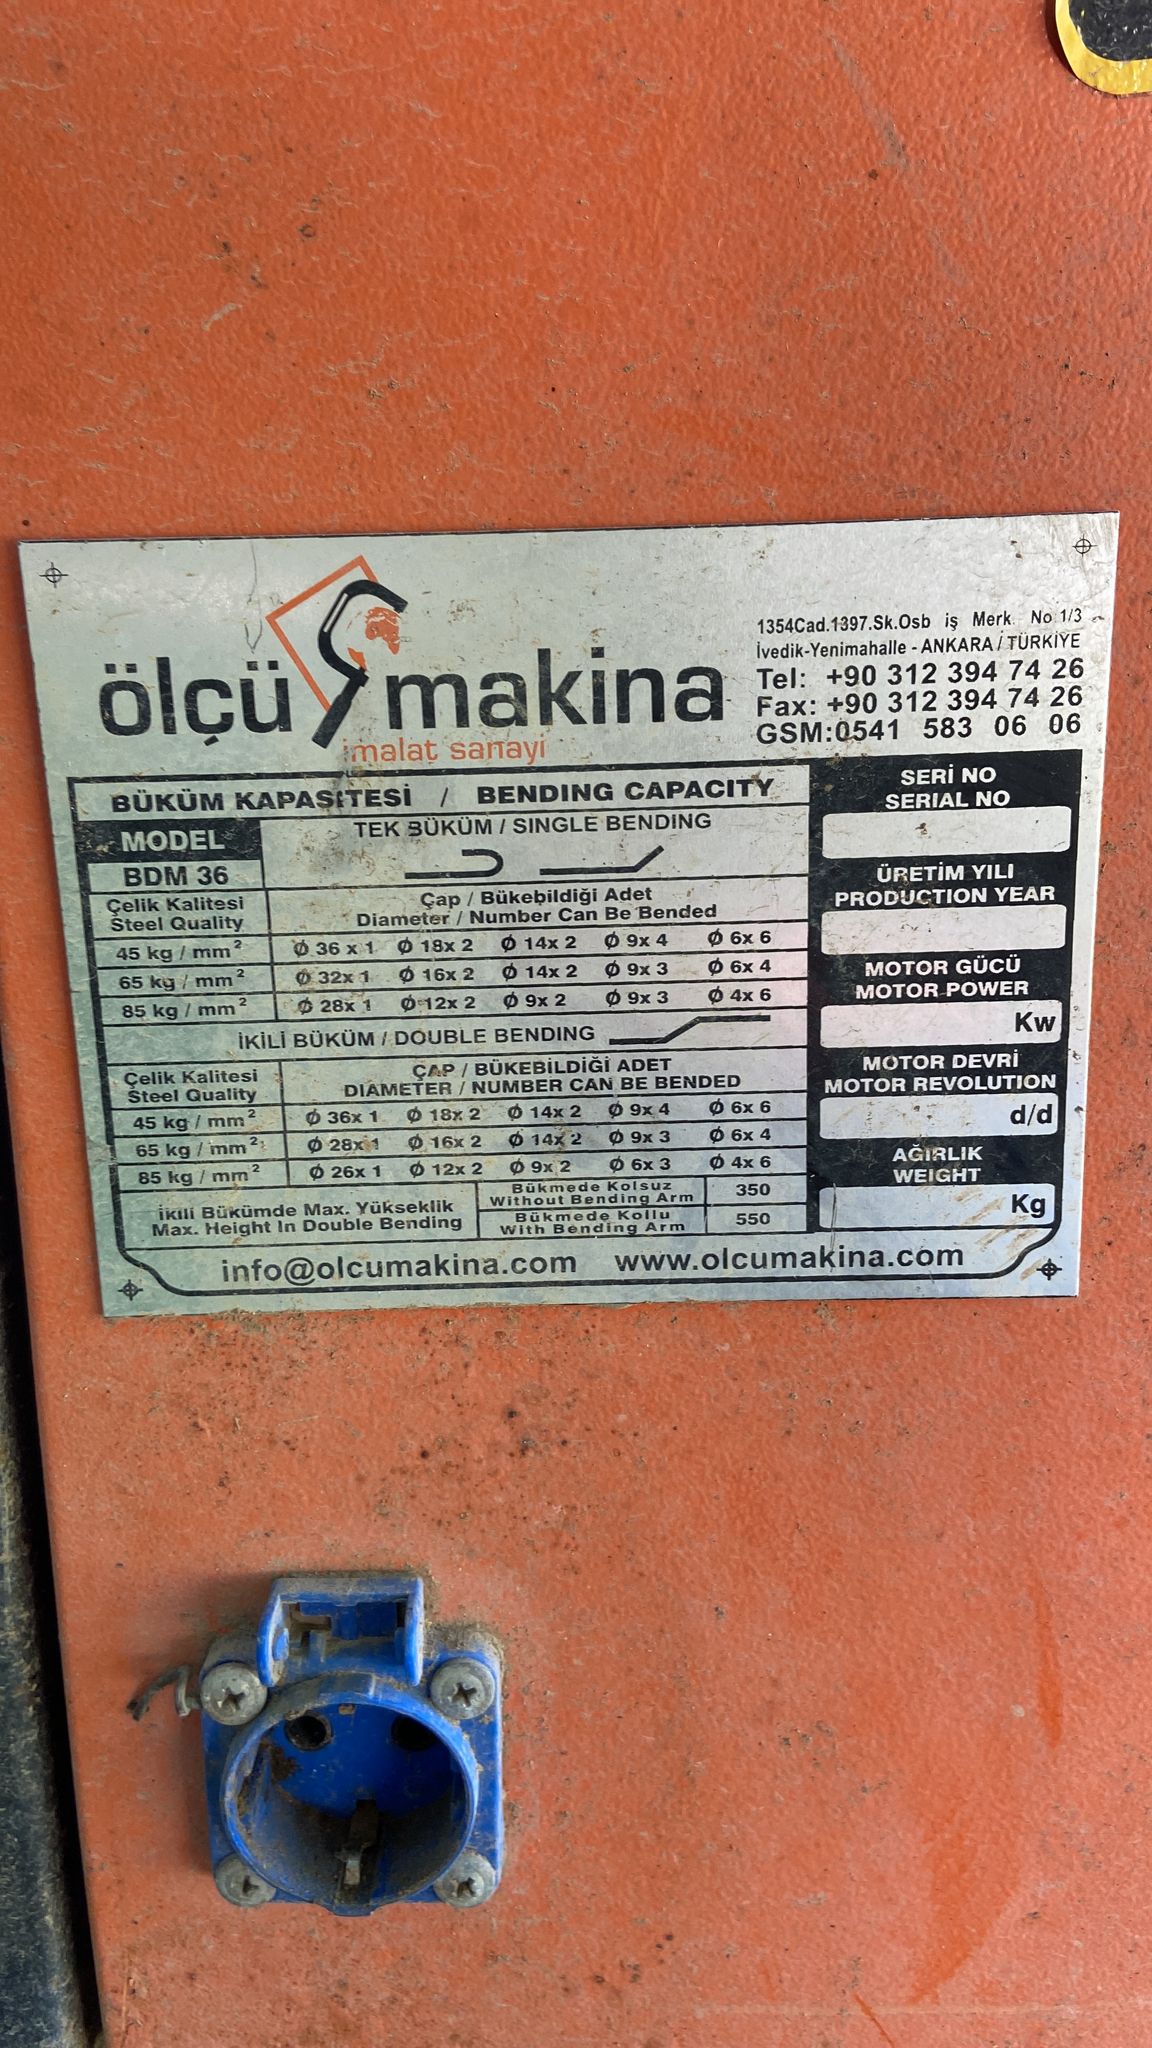 ölçü makina
imalat sanayi
1354Cad.1397.Sk.Osb iş Merk. No 1/3
İvedik-Yenimahalle - ANKARA / TÜRKİYE
Tel: +90 312 394 74 26
Fax: +90 312 394 74 26
GSM:0541 583 06 06
BÜKÜM KAPASİTESİ / BENDING CAPACITY
MODEL
BDM 36
TEK BÜKÜM / SINGLE BENDING
Çelik Kalitesi
Steel Quality
Çap / Bükebildiği Adet
Diameter / Number Can Be Bended
45 kg / mm² Ø 36 x 1 Ø 18x 2 Ø 14x 2 Ø 9x 4 Ø 6x 6
65 kg / mm² Ø 32x 1 Ø 16x 2 Ø 14x 2 Ø 9x 3 Ø 6x 4
85 kg / mm² Ø 28x 1 Ø 12x 2 Ø 9x 2 Ø 9x 3 Ø 4x 6
İKİLİ BÜKÜM / DOUBLE BENDING
Çelik Kalitesi
Steel Quality
ÇAP / BÜKEBİLDİĞİ ADET
DIAMETER / NUMBER CAN BE BENDED
45 kg / mm² Ø 36x 1 Ø 18x 2 Ø 14x 2 Ø 9x 4 Ø 6x 6
65 kg / mm² Ø 28x 1 Ø 16x 2 Ø 14x 2 Ø 9x 3 Ø 6x 4
85 kg / mm² Ø 26x 1 Ø 12x 2 Ø 9x 2 Ø 6x 3 Ø 4x 6
İkili Bükümde Max. Yükseklik
Max. Height In Double Bending
Bükmede Kolsuz
Without Bending Arm
350
Bükmede Kollu
With Bending Arm
550
SERİ NO
SERIAL NO
ÜRETİM YILI
PRODUCTION YEAR
MOTOR GÜCÜ
MOTOR POWER
Kw
MOTOR DEVRİ
MOTOR REVOLUTION
d/d
AĞIRLIK
WEIGHT
Kg
info@olcumakina.com www.olcumakina.com